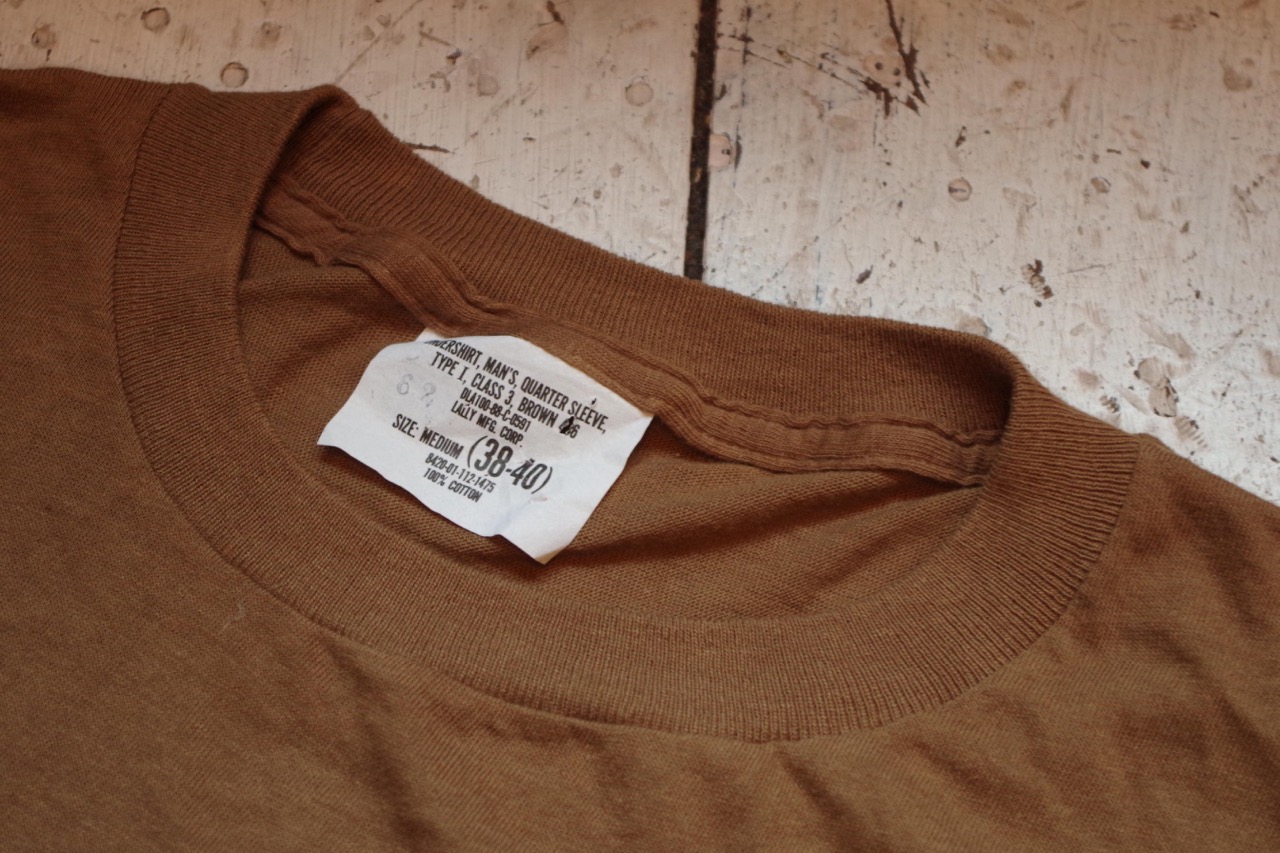 UNDERSHIRT, MAN'S, QUARTER SLEEVE,
TYPE I, CLASS 3, BROWN 46
DLA100-88-C-0591
LALLY MFG. CORP.
SIZE: MEDIUM (38-40)
8420-01-112-1475
100% COTTON